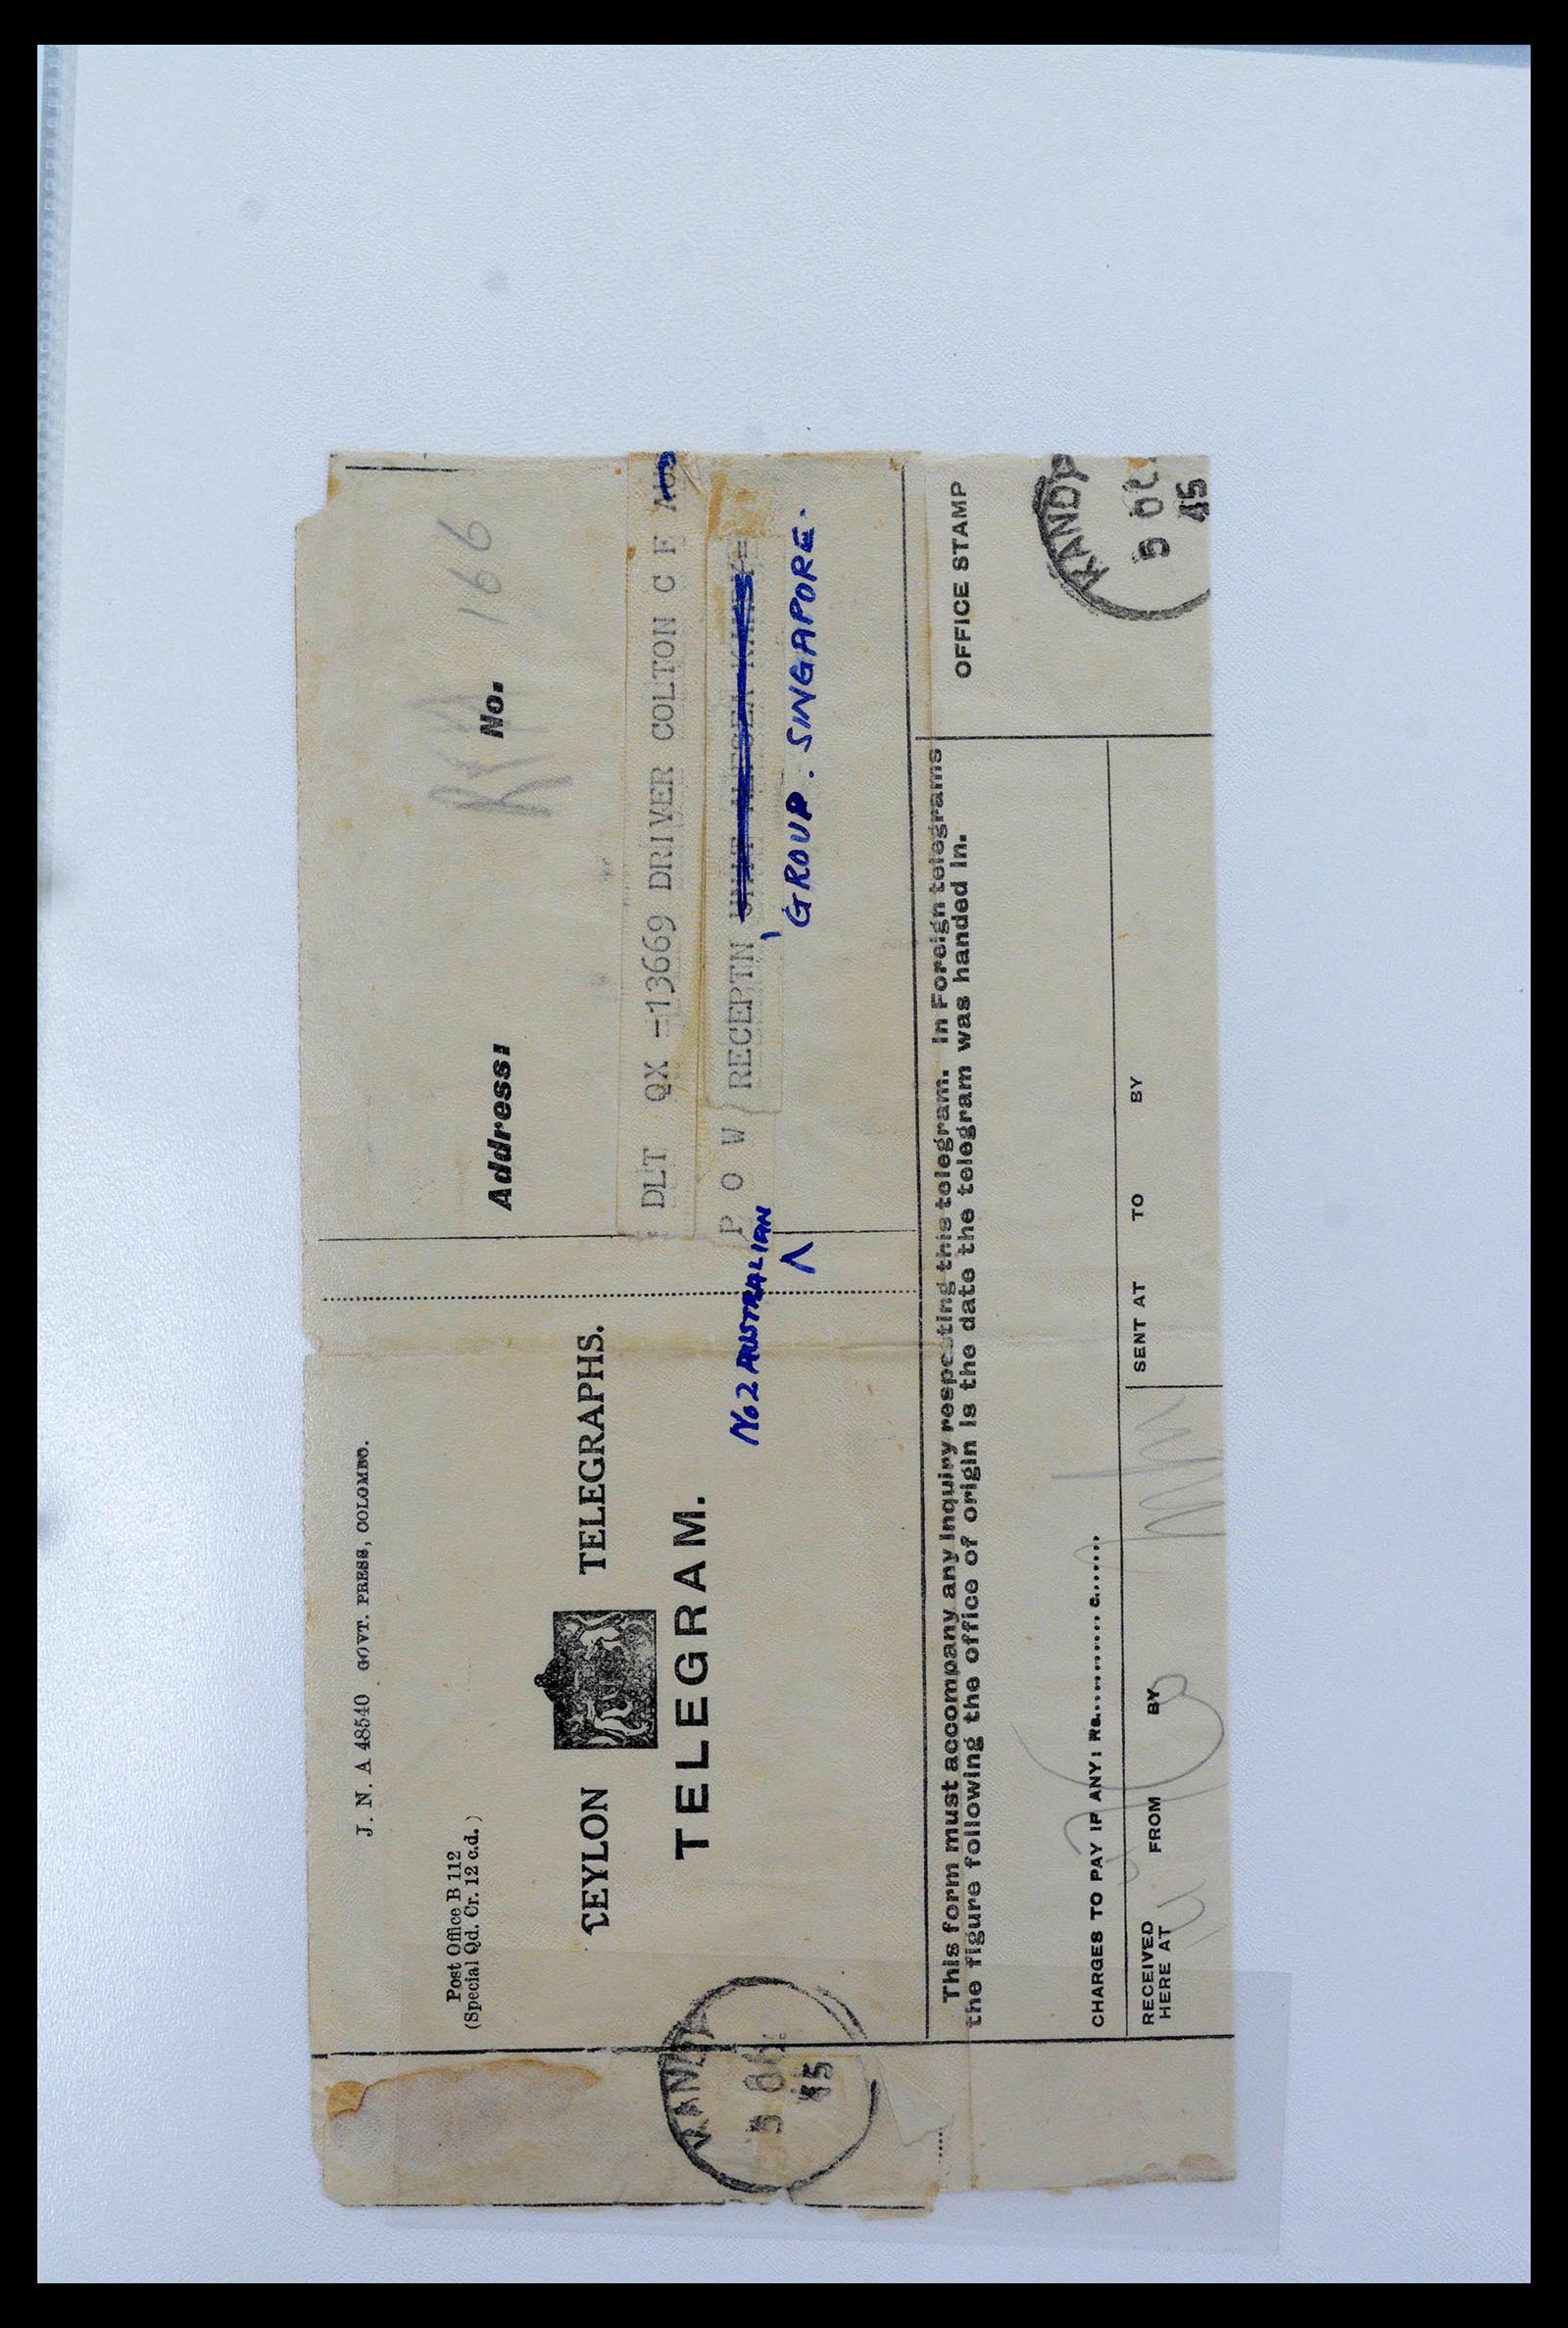 J. N. A 48540 GOVT. PRESS, COLOMBO.
Post Office B 112
(Special Qd. Cr. 12 c.d.)
CEYLON TELEGRAPHS.
TELEGRAM.
Address:
No. 166
DLT QX =13669 DRIVER COLTON C F
No 2 AUSTRALIAN
P O W RECEPTN
GROUP. SINGAPORE.
KANDY
5 OC
45
This form must accompany any inquiry respecting this telegram. In Foreign telegrams
the figure following the office of origin is the date the telegram was handed in.
OFFICE STAMP
KANDY
5 OC
45
CHARGES TO PAY IF ANY: Rs........... c......
RECEIVED
HERE AT
FROM
BY
SENT AT
TO
BY